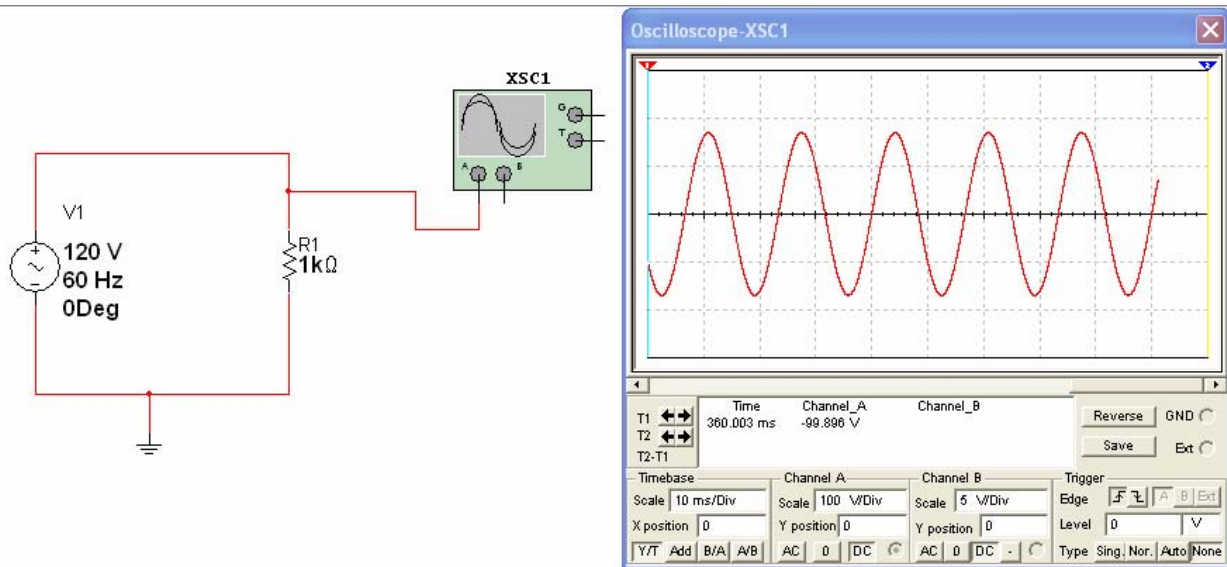 XSC1
G
T
A
B
V1
120 V
60 Hz
0Deg
R1
1kΩ
Oscilloscope-XSC1
1
2
Time Channel_A Channel_B
T1 360.003 ms -99.896 V
T2
T2-T1
Reverse GND
Save Ext
Timebase Channel A Channel B Trigger
Scale 10 ms/Div Scale 100 V/Div Scale 5 V/Div Edge A B Ext
X position 0 Y position 0 Y position 0 Level 0 V
Y/T Add B/A A/B AC 0 DC AC 0 DC - Type Sing. Nor. Auto None